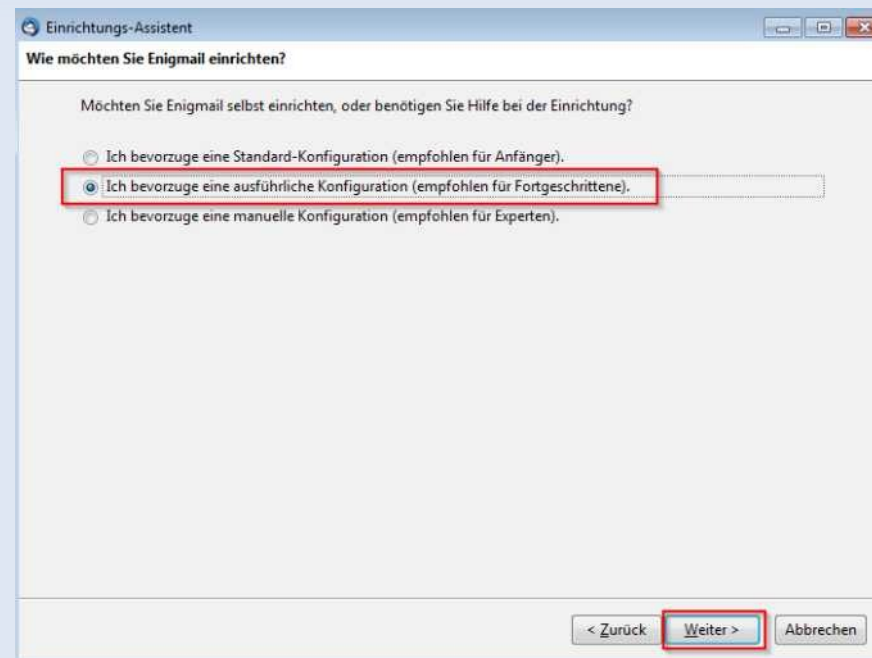 Einrichtungs-Assistent
Wie möchten Sie Enigmail einrichten?
Möchten Sie Enigmail selbst einrichten, oder benötigen Sie Hilfe bei der Einrichtung?
Ich bevorzuge eine Standard-Konfiguration (empfohlen für Anfänger).
Ich bevorzuge eine ausführliche Konfiguration (empfohlen für Fortgeschrittene).
Ich bevorzuge eine manuelle Konfiguration (empfohlen für Experten).
< Zurück Weiter > Abbrechen